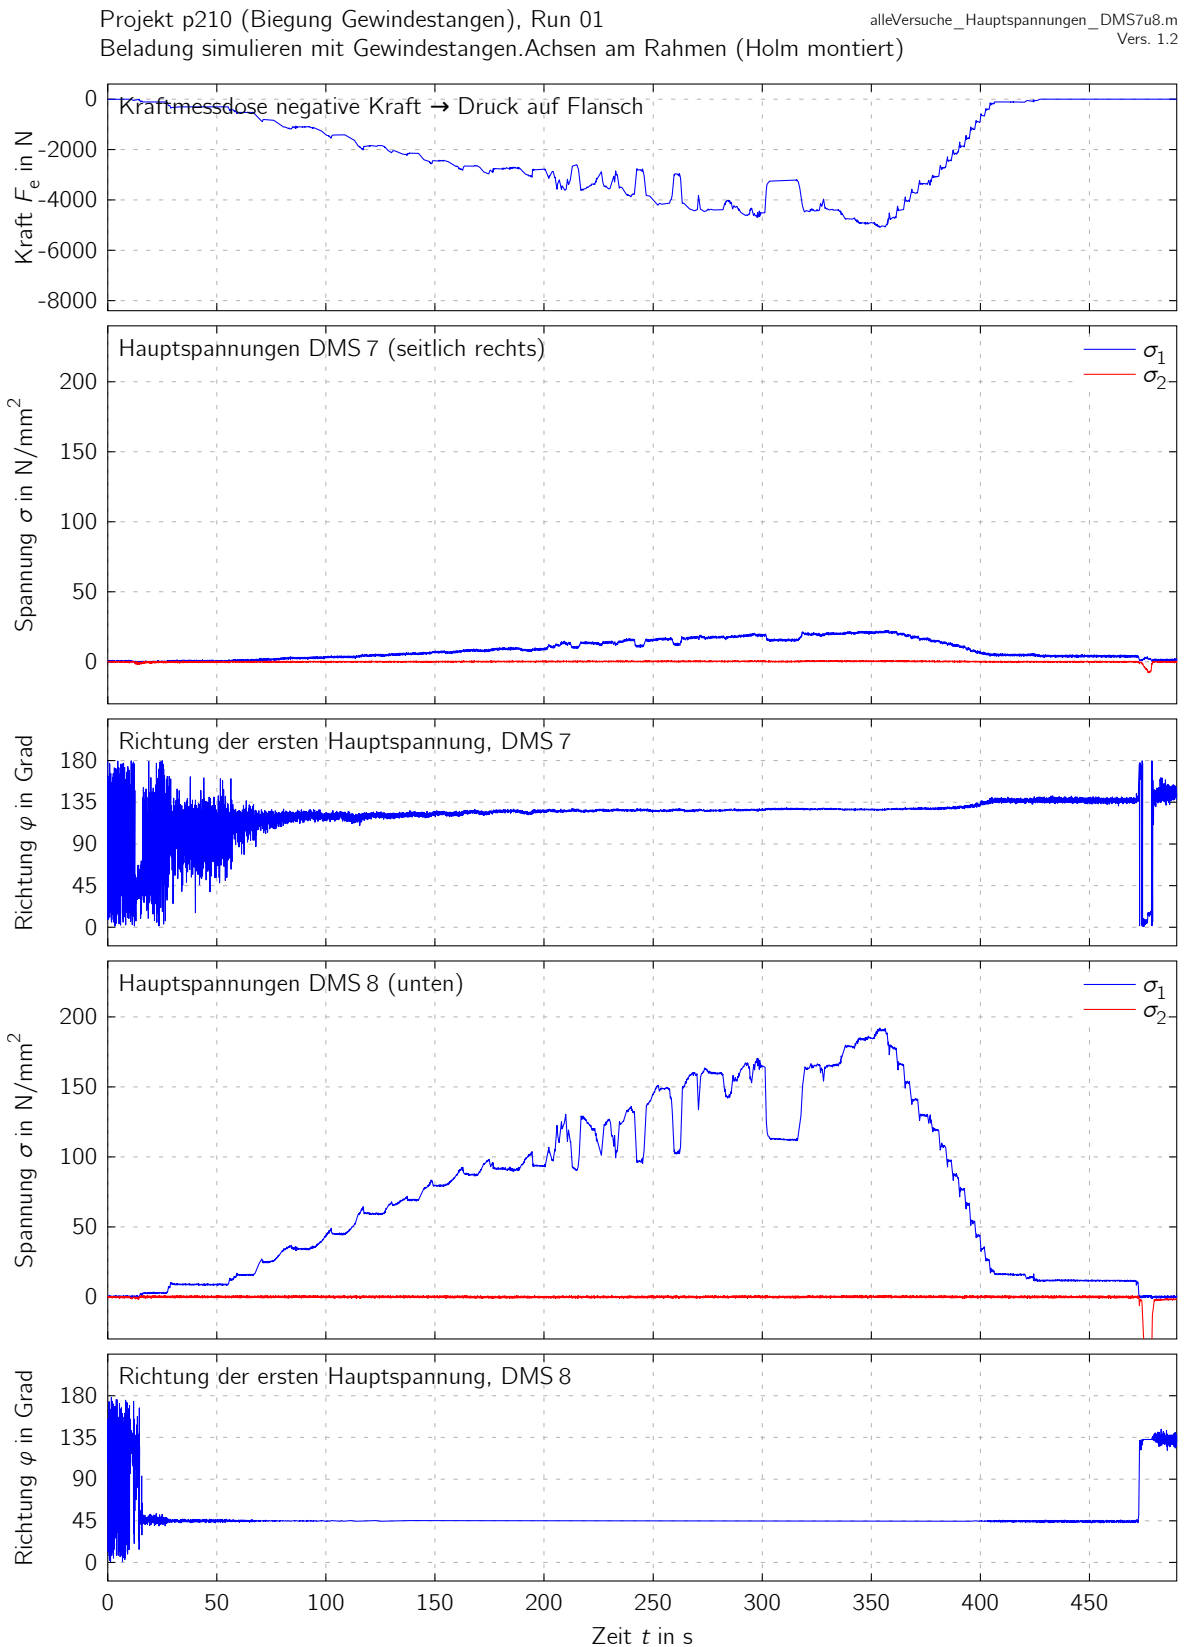 Projekt p210 (Biegung Gewindestangen), Run 01
Beladung simulieren mit Gewindestangen.Achsen am Rahmen (Holm montiert)
alleVersuche_Hauptspannungen_DMS7u8.m
Vers. 1.2
Kraftmessdose negative Kraft → Druck auf Flansch
Kraft Fe in N
0
-2000
-4000
-6000
-8000
Hauptspannungen DMS 7 (seitlich rechts)
σ1
σ2
Spannung σ in N/mm2
200
150
100
50
0
Richtung der ersten Hauptspannung, DMS 7
Richtung φ in Grad
180
135
90
45
0
Hauptspannungen DMS 8 (unten)
σ1
σ2
Spannung σ in N/mm2
200
150
100
50
0
Richtung der ersten Hauptspannung, DMS 8
Richtung φ in Grad
180
135
90
45
0
0 50 100 150 200 250 300 350 400 450
Zeit t in s